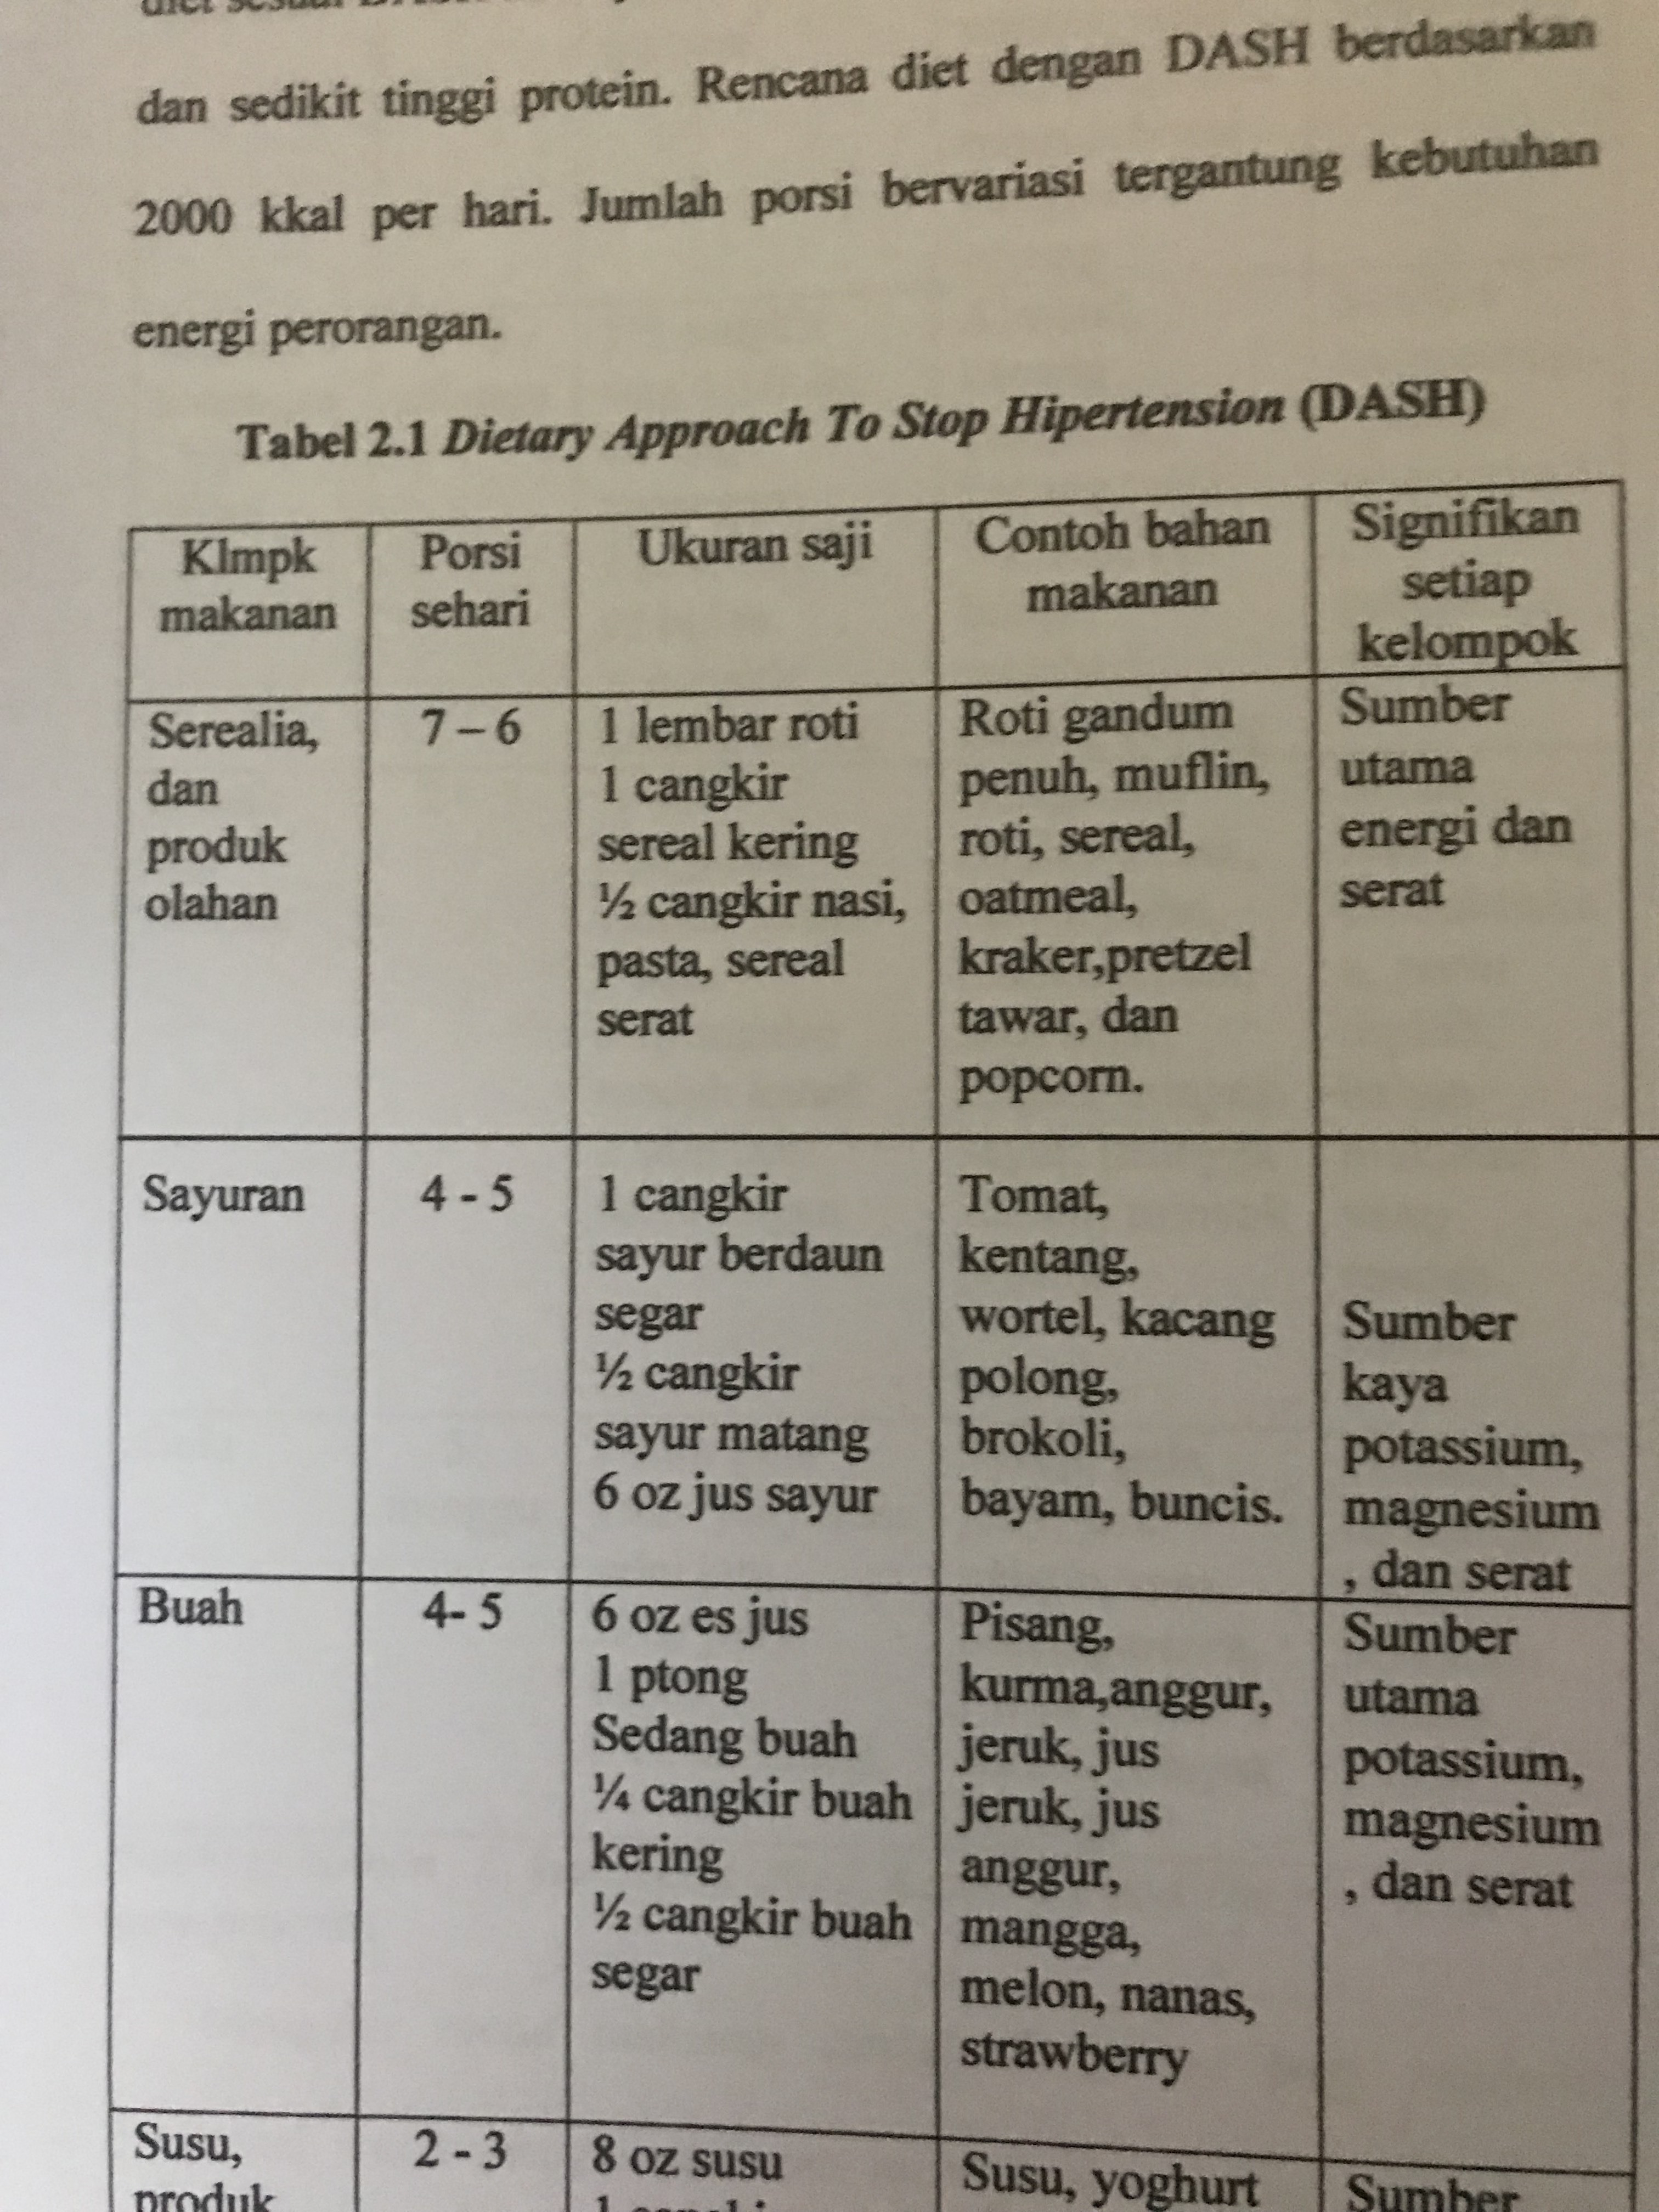 diet sesuai
dan sedikit tinggi protein. Rencana diet dengan DASH berdasarkan
2000 kkal per hari. Jumlah porsi bervariasi tergantung kebutuhan
energi perorangan.
Tabel 2.1 Dietary Approach To Stop Hipertension (DASH)
Klmpk
makanan
Porsi
sehari
Ukuran saji
Contoh bahan
makanan
Signifikan
setiap
kelompok
Serealia,
dan
produk
olahan
7 – 6
1 lembar roti
1 cangkir
sereal kering
½ cangkir nasi,
pasta, sereal
serat
Roti gandum
penuh, muflin,
roti, sereal,
oatmeal,
kraker,pretzel
tawar, dan
popcorn.
Sumber
utama
energi dan
serat
Sayuran
4 - 5
1 cangkir
sayur berdaun
segar
½ cangkir
sayur matang
6 oz jus sayur
Tomat,
kentang,
wortel, kacang
polong,
brokoli,
bayam, buncis.
Sumber
kaya
potassium,
magnesium
, dan serat
Buah
4- 5
6 oz es jus
1 ptong
Sedang buah
¼ cangkir buah
kering
½ cangkir buah
segar
Pisang,
kurma,anggur,
jeruk, jus
jeruk, jus
anggur,
mangga,
melon, nanas,
strawberry
Sumber
utama
potassium,
magnesium
, dan serat
Susu,
produk
2 - 3
8 oz susu
Susu, yoghurt
Sumber